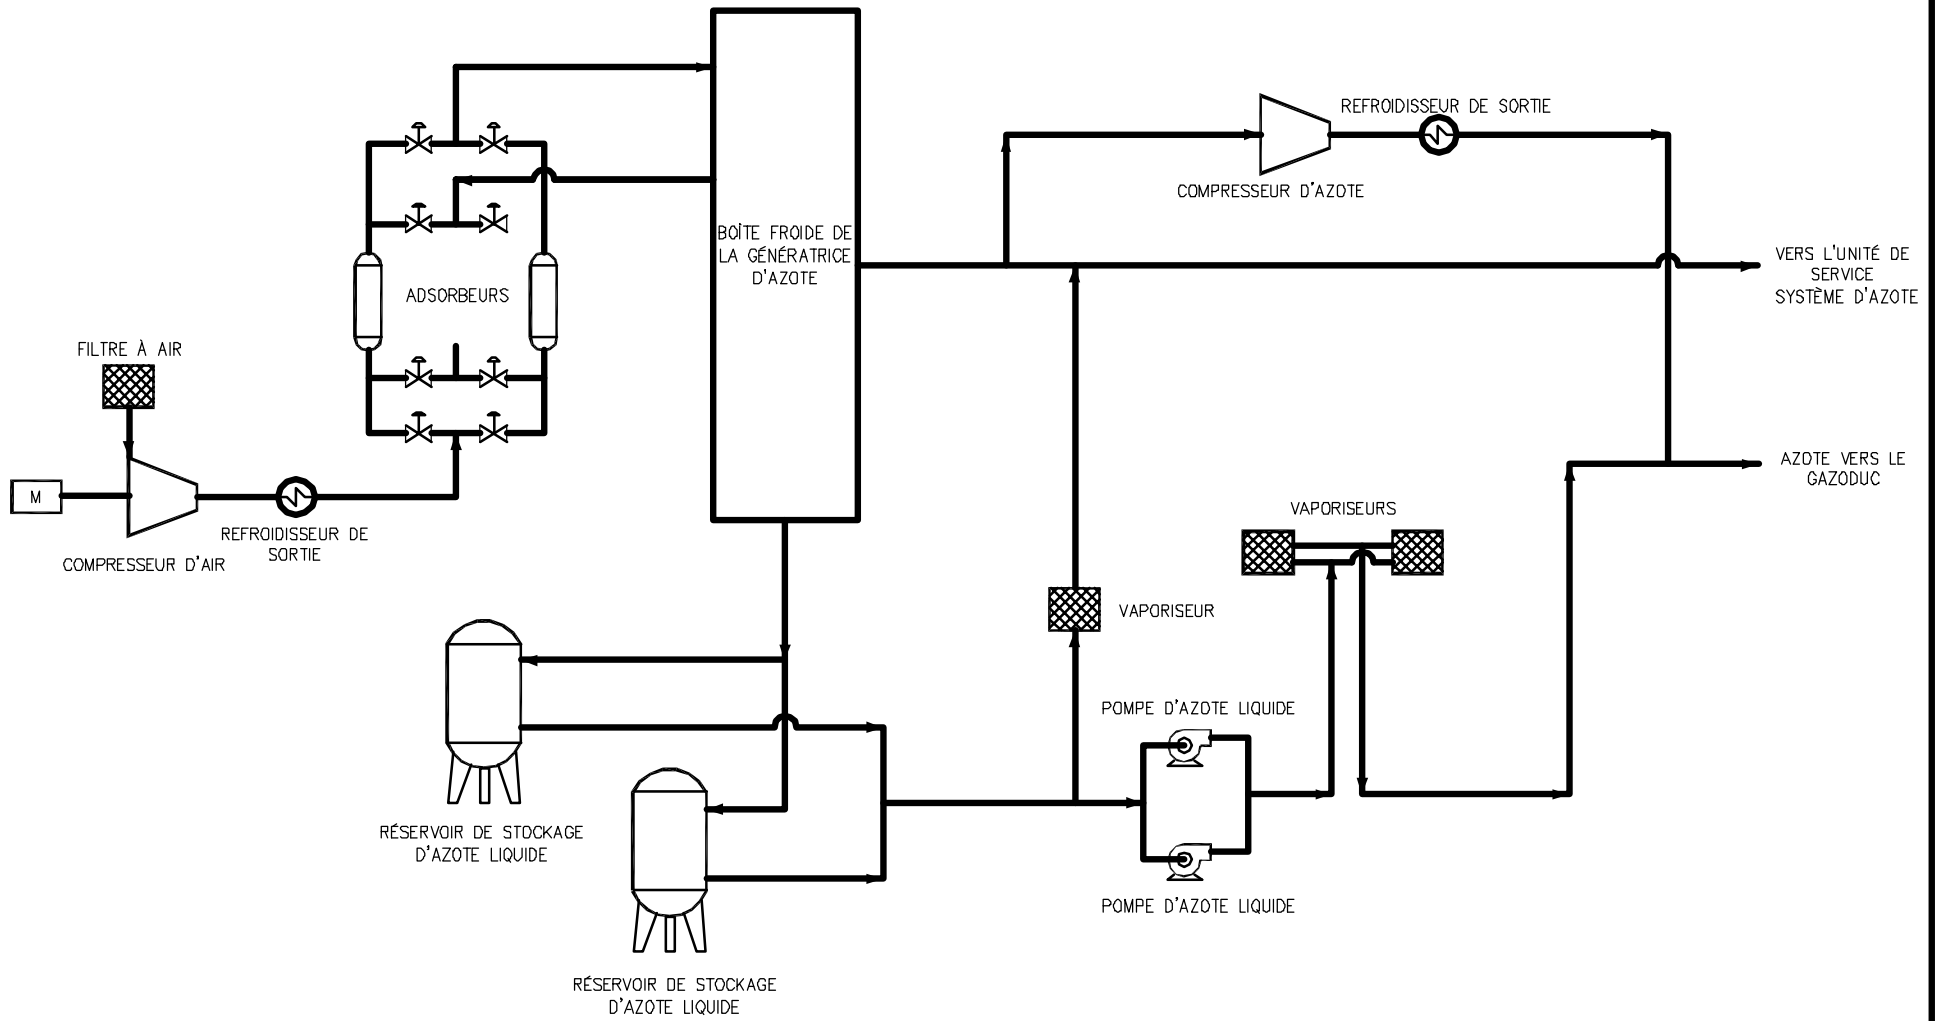 REFROIDISSEUR DE SORTIE
COMPRESSEUR D'AZOTE
BOÎTE FROIDE DE
LA GÉNÉRATRICE
D'AZOTE
VERS L'UNITÉ DE
SERVICE
SYSTÈME D'AZOTE
ADSORBEURS
FILTRE À AIR
AZOTE VERS LE
GAZODUC
M
VAPORISEURS
REFROIDISSEUR DE
SORTIE
COMPRESSEUR D'AIR
VAPORISEUR
POMPE D'AZOTE LIQUIDE
RÉSERVOIR DE STOCKAGE
D'AZOTE LIQUIDE
POMPE D'AZOTE LIQUIDE
RÉSERVOIR DE STOCKAGE
D'AZOTE LIQUIDE